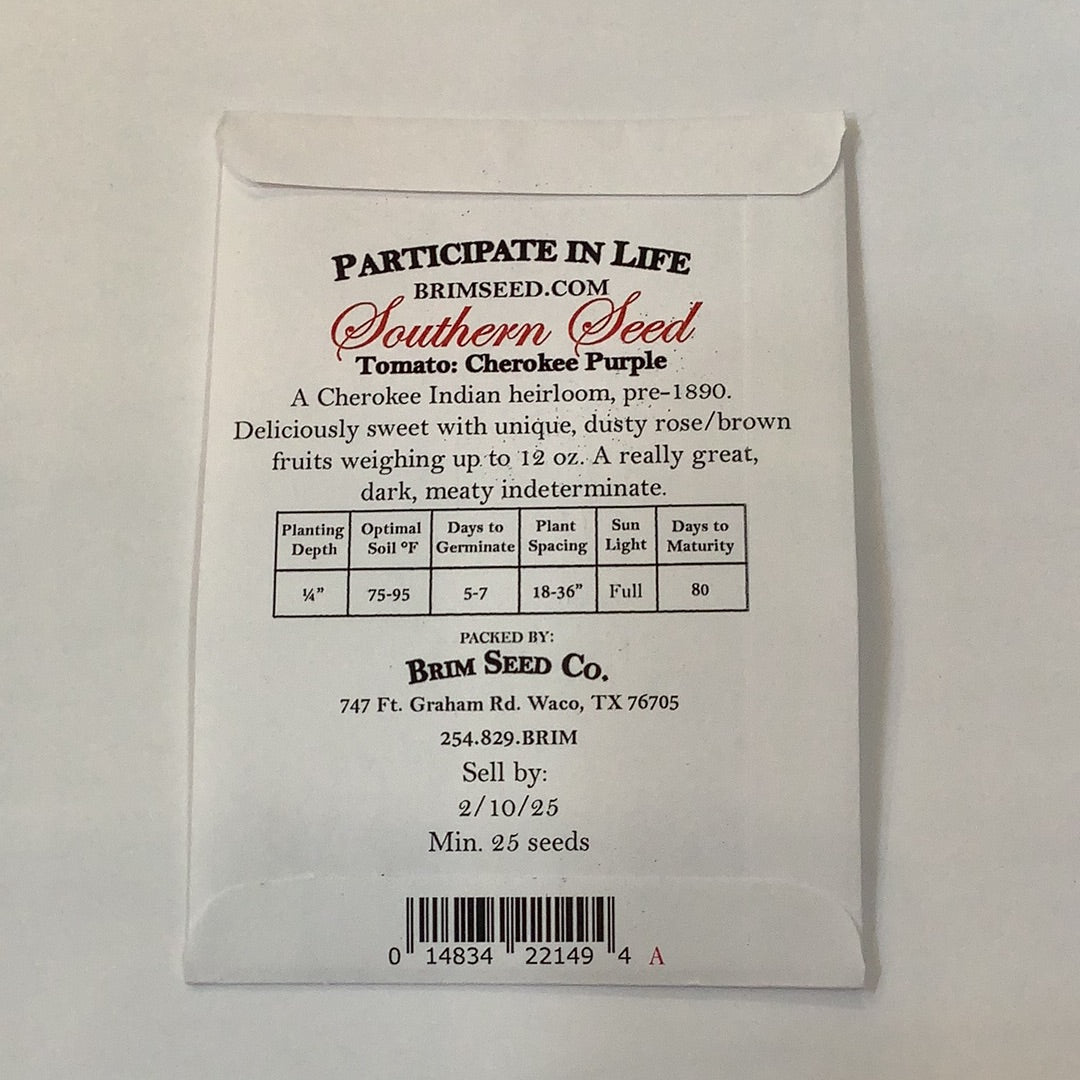 PARTICIPATE IN LIFE
BRIMSEED.COM
Southern Seed
Tomato: Cherokee Purple
A Cherokee Indian heirloom, pre-1890.
Deliciously sweet with unique, dusty rose/brown
fruits weighing up to 12 oz. A really great,
dark, meaty indeterminate.
Planting Depth Optimal Soil °F Days to Germinate Plant Spacing Sun Light Days to Maturity
¼” 75-95 5-7 18-36” Full 80
PACKED BY:
BRIM SEED CO.
747 Ft. Graham Rd. Waco, TX 76705
254.829.BRIM
Sell by:
2/10/25
Min. 25 seeds
0 14834 22149 4 A